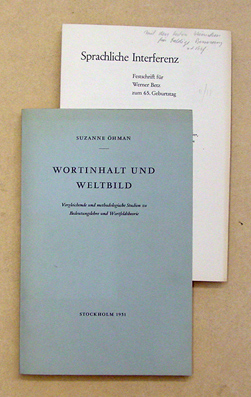 Sprachliche Interferenz
Festschrift für
Werner Betz
zum 65. Geburtstag
SUZANNE ÖHMAN
WORTINHALT UND
WELTBILD
Vergleichende und methodologische Studien zu
Bedeutungslehre und Wortfeldtheorie
STOCKHOLM 1951